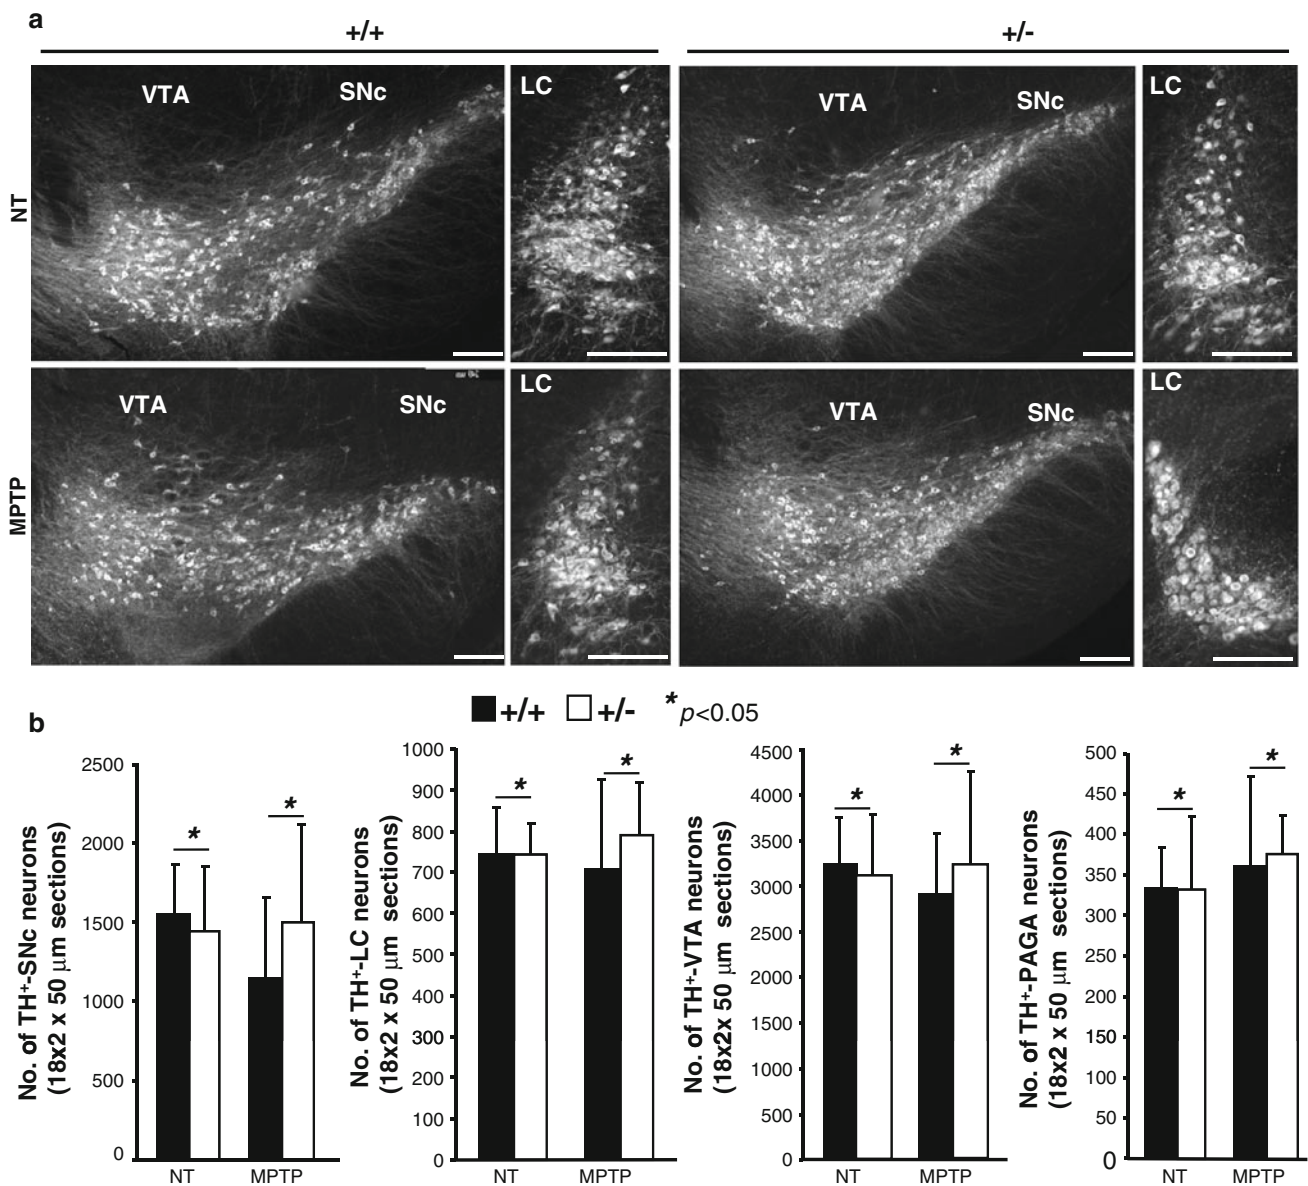 a
+/+
+/-
VTA
SNc
LC
VTA
SNc
LC
NT
VTA
SNc
LC
VTA
SNc
LC
MPTP
b
+/+
+/-
*p<0.05
No. of TH+-SNc neurons
(18x2 x 50 µm sections)
2500
2000
1500
1000
500
0
*
*
NT
MPTP
No. of TH+-LC neurons
(18x2 x 50 µm sections)
1000
900
800
700
600
500
400
300
200
100
0
*
*
NT
MPTP
No. of TH+-VTA neurons
(18x2x 50 µm sections)
4500
4000
3500
3000
2500
2000
1500
1000
500
0
*
*
NT
MPTP
No. of TH+-PAGA neurons
(18x2 x 50 µm sections)
500
450
400
350
300
250
200
150
100
50
0
*
*
NT
MPTP